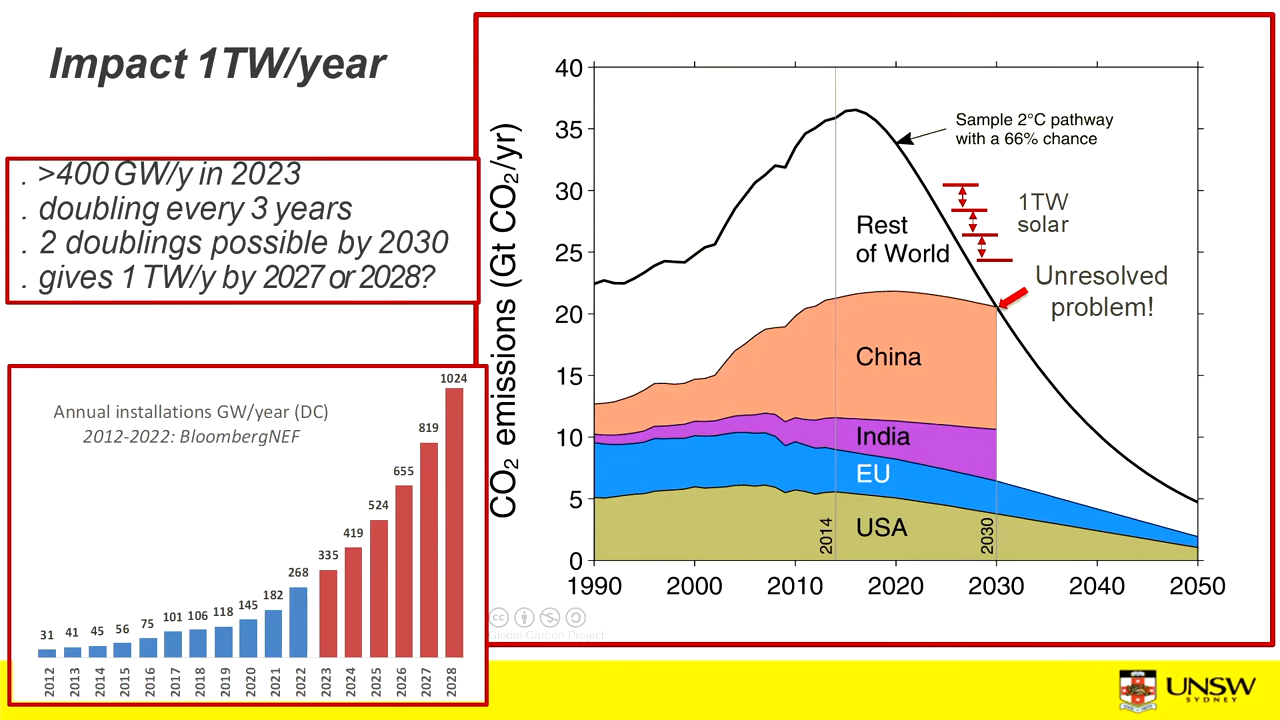 Impact 1TW/year
. >400 GW/y in 2023
. doubling every 3 years
. 2 doublings possible by 2030
. gives 1 TW/y by 2027 or 2028?
Annual installations GW/year (DC)
2012-2022: BloombergNEF
31 41 45 56 75 101 106 118 145 182 268 335 419 524 655 819 1024
2012 2013 2014 2015 2016 2017 2018 2019 2020 2021 2022 2023 2024 2025 2026 2027 2028
CO₂ emissions (Gt CO₂/yr)
40
35
30
25
20
15
10
5
0
1990 2000 2010 2020 2030 2040 2050
Sample 2°C pathway
with a 66% chance
1TW
solar
Rest
of World
Unresolved
problem!
China
India
EU
USA
2014
2030
cc
Global Carbon Project
UNSW
SYDNEY